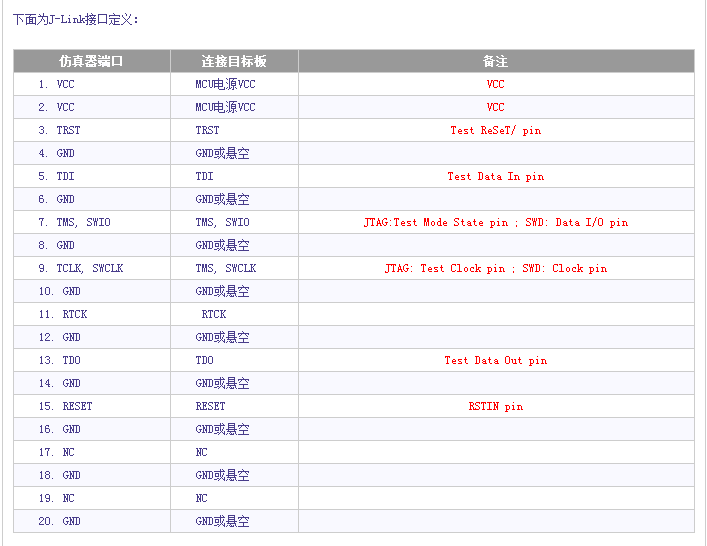 下面为J-Link接口定义:
仿真器端口 连接目标板 备注
1. VCC MCU电源VCC VCC
2. VCC MCU电源VCC VCC
3. TRST TRST Test ReSeT/ pin
4. GND GND或悬空
5. TDI TDI Test Data In pin
6. GND GND或悬空
7. TMS, SWIO TMS, SWIO JTAG:Test Mode State pin ; SWD: Data I/O pin
8. GND GND或悬空
9. TCLK, SWCLK TMS, SWCLK JTAG: Test Clock pin ; SWD: Clock pin
10. GND GND或悬空
11. RTCK RTCK
12. GND GND或悬空
13. TDO TDO Test Data Out pin
14. GND GND或悬空
15. RESET RESET RSTIN pin
16. GND GND或悬空
17. NC NC
18. GND GND或悬空
19. NC NC
20. GND GND或悬空